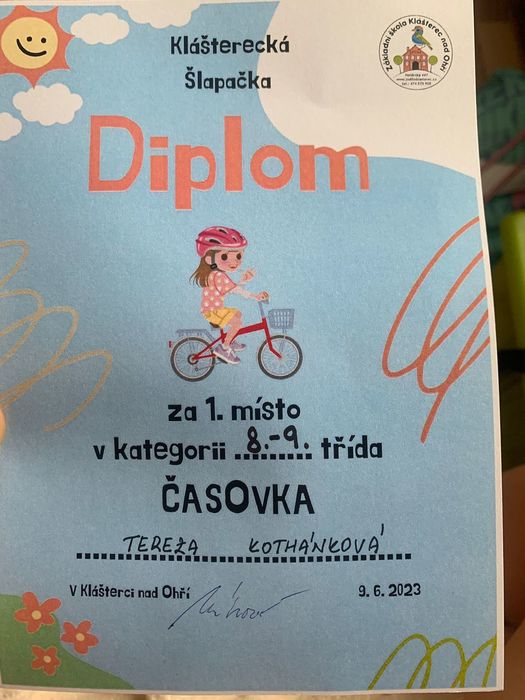 Klášterecká
Šlapačka
Základní škola Klášterec nad Ohří
Diplom
za 1. místo
v kategorii 8.-9. třída
ČASOVKA
TEREZA KOTHÁNKOVÁ
V Klášterci nad Ohří
9. 6. 2023